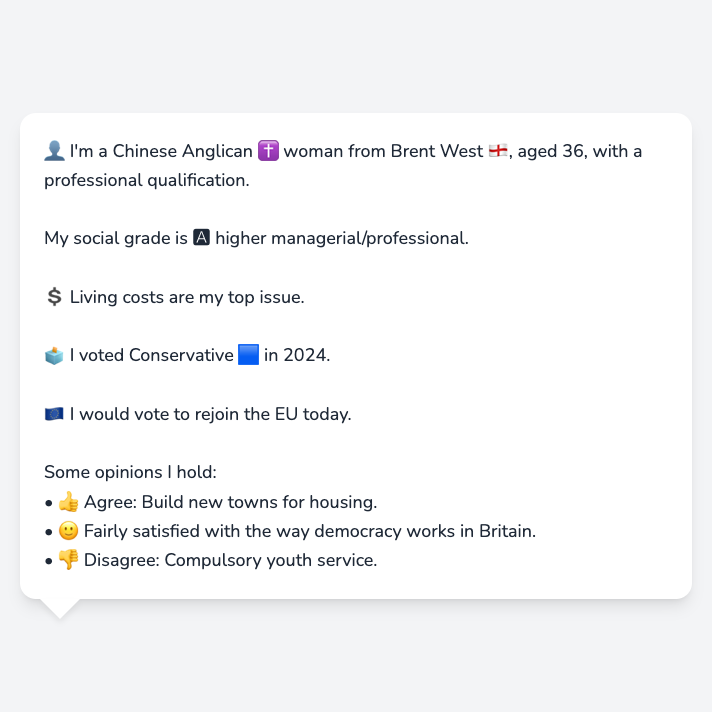 👤 I'm a Chinese Anglican ✝️ woman from Brent West 🏴󠁧󠁢󠁥󠁮󠁧󠁿, aged 36, with a
professional qualification.
My social grade is 🅰 higher managerial/professional.
💲 Living costs are my top issue.
🗳️ I voted Conservative 🟦 in 2024.
🇪🇺 I would vote to rejoin the EU today.
Some opinions I hold:
• 👍 Agree: Build new towns for housing.
• 🙂 Fairly satisfied with the way democracy works in Britain.
• 👎 Disagree: Compulsory youth service.